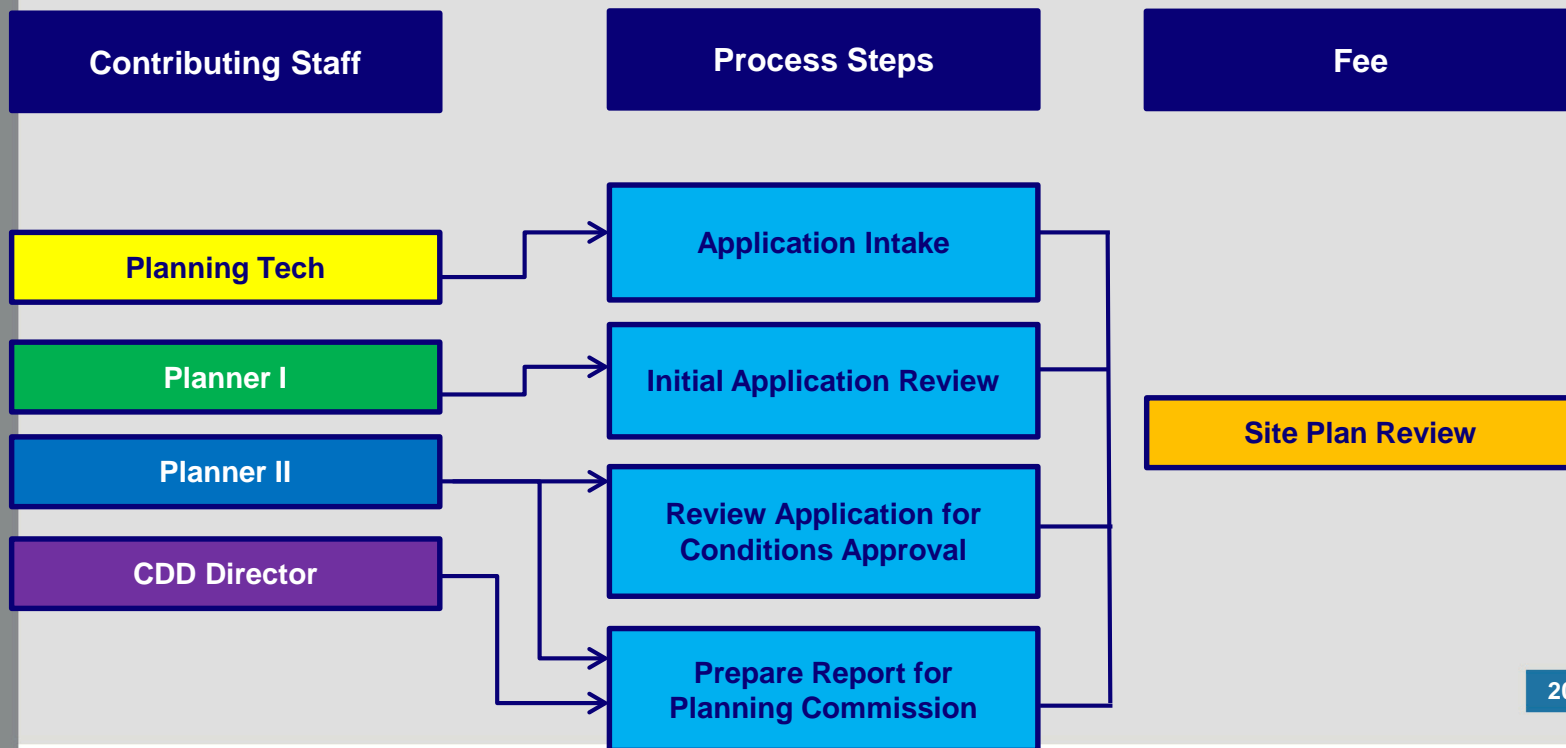 Contributing Staff
Process Steps
Fee
Planning Tech
Application Intake
Planner I
Initial Application Review
Site Plan Review
Planner II
Review Application for
Conditions Approval
CDD Director
Prepare Report for
Planning Commission